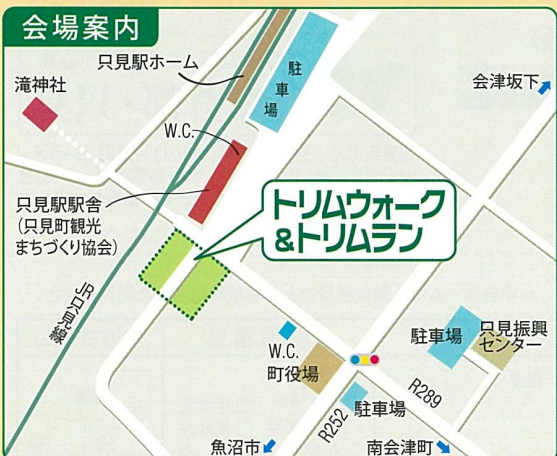 会場案内
只見駅ホーム
滝神社
駐車場
会津坂下
W.C.
只見駅駅舎
(只見町観光
まちづくり協会)
トリムウォーク
&トリムラン
JR只見線
W.C.
町役場
駐車場
只見振興
センター
R289
駐車場
R252
魚沼市
南会津町